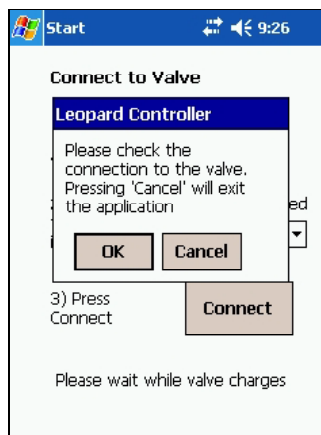 Start 9:26
Connect to Valve
Leopard Controller
Please check the
connection to the valve.
Pressing 'Cancel' will exit
the application
ed
OK Cancel
3) Press
Connect
Connect
Please wait while valve charges